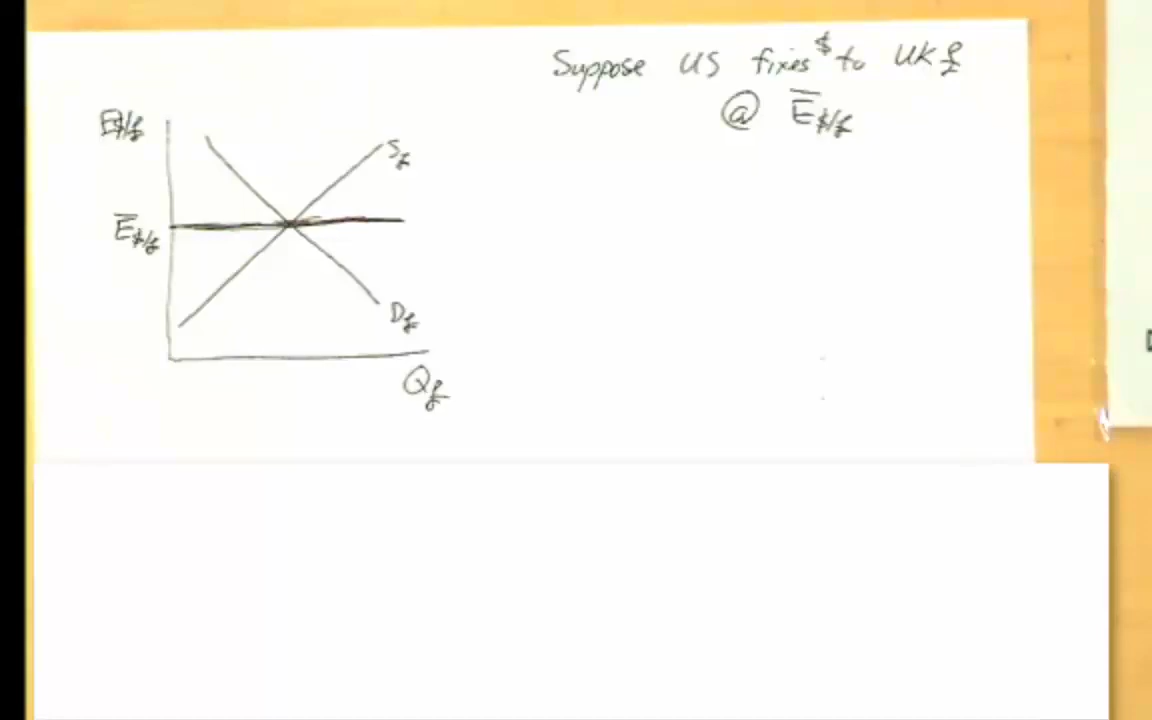 Suppose US fixes $ to UK £
@ E̅$/£
E$/£
S£
E̅$/£
D£
Q£